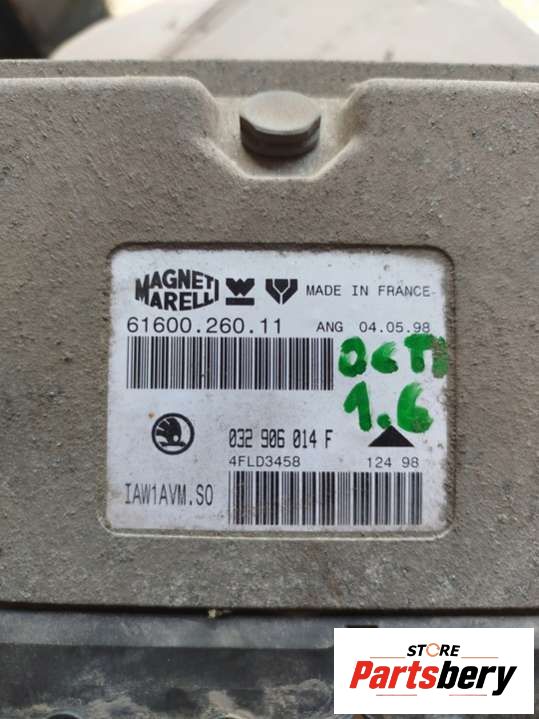 MAGNETI
MARELLI
MADE IN FRANCE
61600.260.11 ANG 04.05.98
OCTI
1.6
032 906 014 F
4FLD3458 124 98
IAW1AVM.S0
STORE
Partsbery